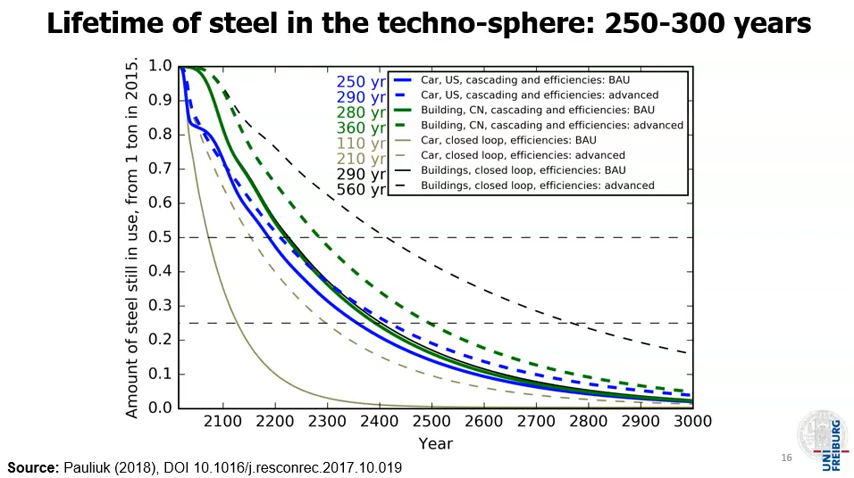 Lifetime of steel in the techno-sphere: 250-300 years
Amount of steel still in use, from 1 ton in 2015.
1.0
0.9
0.8
0.7
0.6
0.5
0.4
0.3
0.2
0.1
0.0
250 yr
290 yr
280 yr
360 yr
110 yr
210 yr
290 yr
560 yr
Car, US, cascading and efficiencies: BAU
Car, US, cascading and efficiencies: advanced
Building, CN, cascading and efficiencies: BAU
Building, CN, cascading and efficiencies: advanced
Car, closed loop, efficiencies: BAU
Car, closed loop, efficiencies: advanced
Buildings, closed loop, efficiencies: BAU
Buildings, closed loop, efficiencies: advanced
2100 2200 2300 2400 2500 2600 2700 2800 2900 3000
Year
Source: Pauliuk (2018), DOI 10.1016/j.resconrec.2017.10.019
16
UNI
FREIBURG